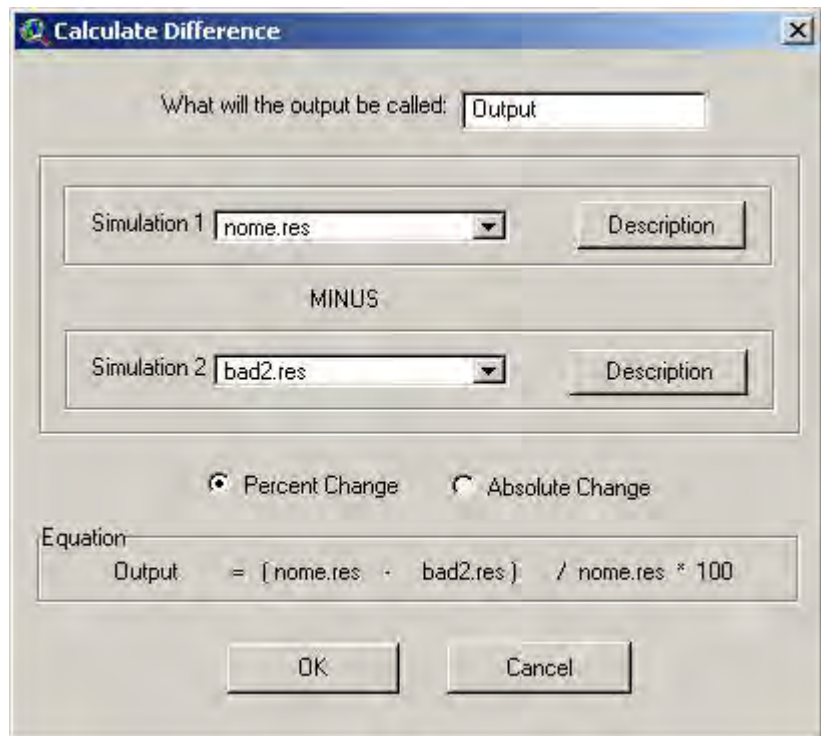 Calculate Difference
What will the output be called: Output
Simulation 1 nome.res Description
MINUS
Simulation 2 bad2.res Description
Percent Change Absolute Change
Equation
Output = ( nome.res - bad2.res ) / nome.res * 100
OK Cancel